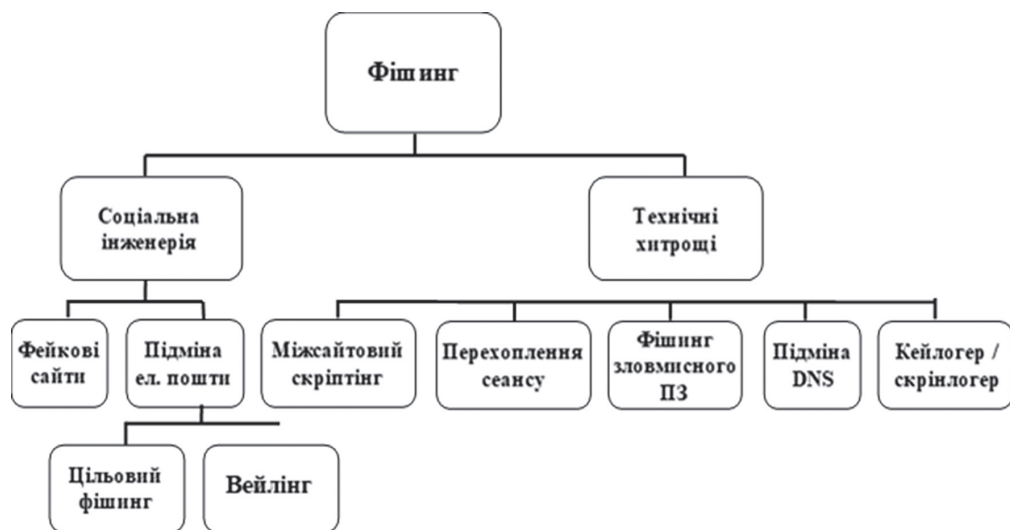 Фішинг
Соціальна
інженерія
Технічні
хитрощі
Фейкові
сайти
Підміна
ел. пошти
Міжсайтовий
скріптінг
Перехоплення
сеансу
Фішинг
зловмисного
ПЗ
Підміна
DNS
Кейлогер /
скрінлогер
Цільовий
фішинг
Вейлінг